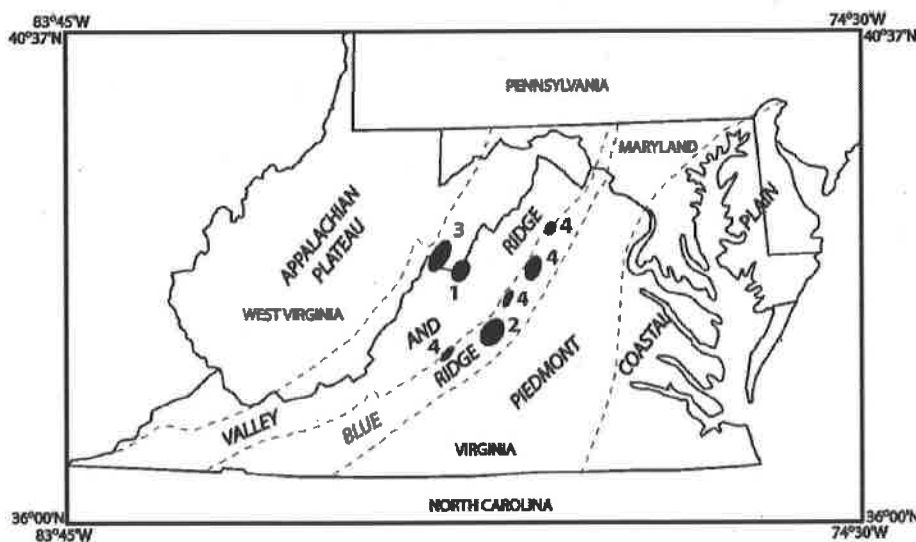 83°45'W
74°30'W
40°37'N
40°37'N
PENNSYLVANIA
MARYLAND
APPALACHIAN
PLATEAU
PLAIN
RIDGE
3
4
4
1
4
WEST VIRGINIA
AND
2
4
RIDGE
PIEDMONT
COASTAL
VALLEY
BLUE
VIRGINIA
NORTH CAROLINA
36°00'N
36°00'N
83°45'W
74°30'W